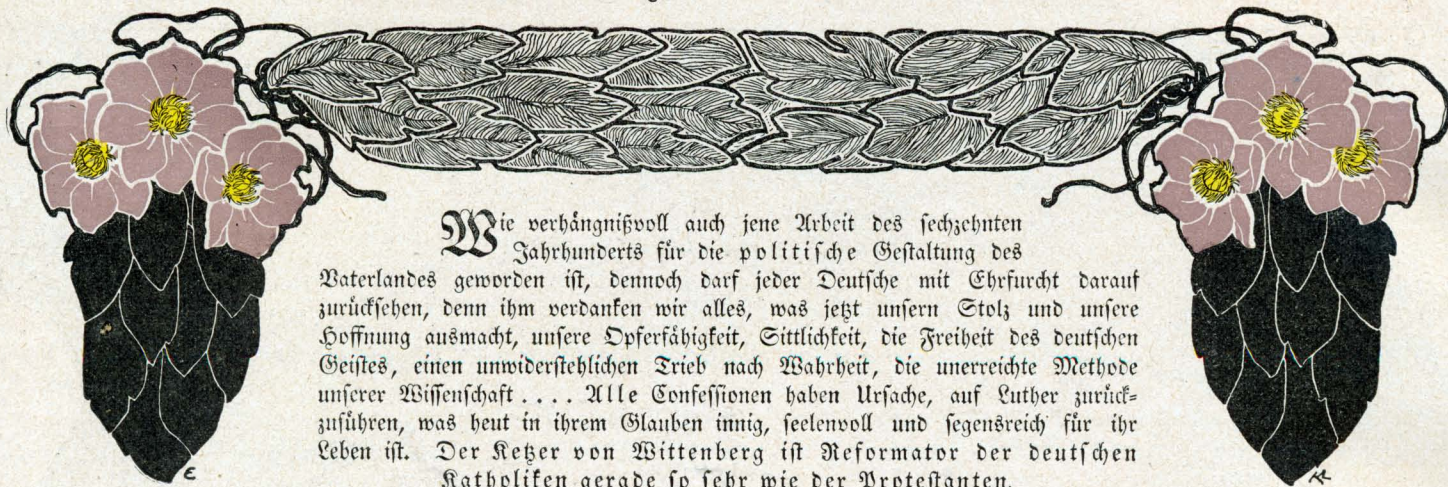 Wie verhängnißvoll auch jene Arbeit des sechzehnten
Jahrhunderts für die politische Gestaltung des
Vaterlandes geworden ist, dennoch darf jeder Deutsche mit Ehrfurcht darauf
zurücksehen, denn ihm verdanken wir alles, was jetzt unsern Stolz und unsere
Hoffnung ausmacht, unsere Opferfähigkeit, Sittlichkeit, die Freiheit des deutschen
Geistes, einen unwiderstehlichen Trieb nach Wahrheit, die unerreichte Methode
unserer Wissenschaft .... Alle Confessionen haben Ursache, auf Luther zurück-
zuführen, was heut in ihrem Glauben innig, seelenvoll und segensreich für ihr
Leben ist. Der Ketzer von Wittenberg ist Reformator der deutschen
Katholiken gerade so sehr wie der Protestanten.
E